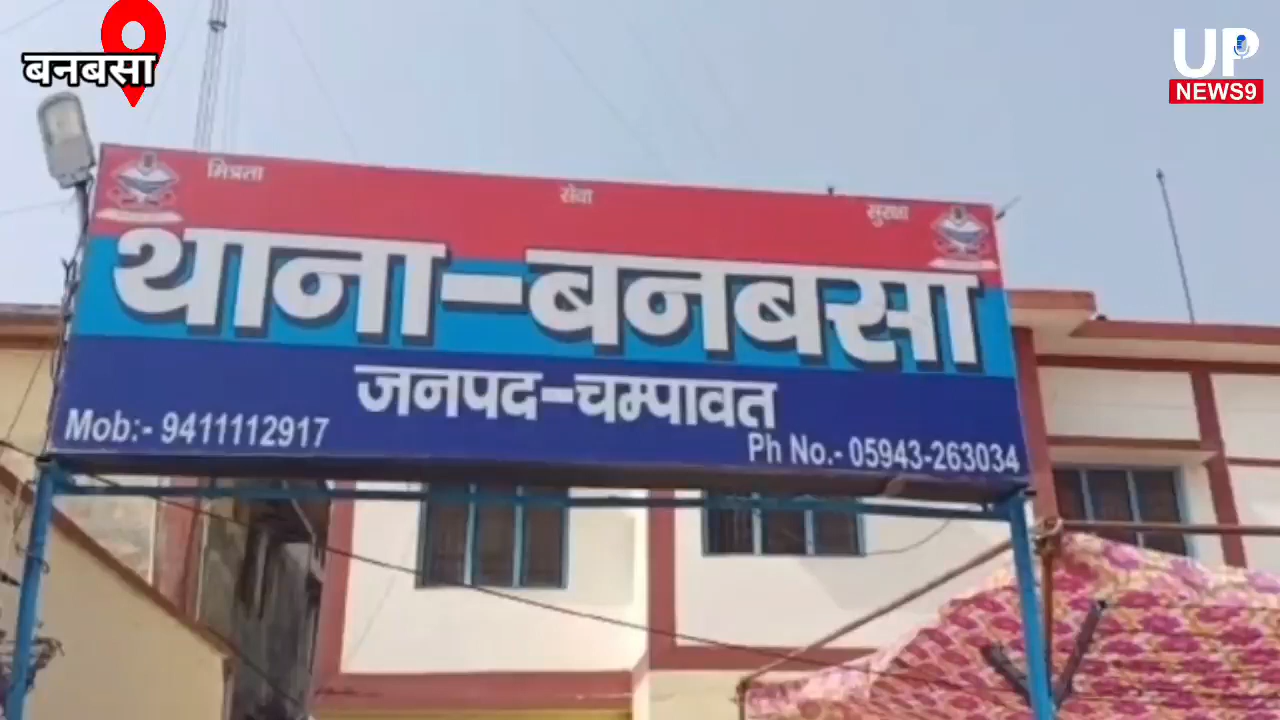 बनबसा
UP
NEWS9
मित्रता सेवा सुरक्षा
थाना-बनबसा
जनपद-चम्पावत
Mob:- 9411112917
Ph No.- 05943-263034